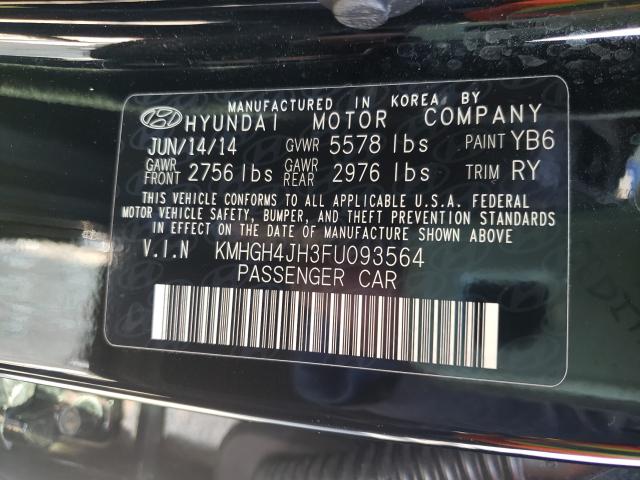 MANUFACTURED IN KOREA BY
HYUNDAI MOTOR COMPANY
JUN/14/14 GVWR 5578 lbs PAINT YB6
GAWR FRONT 2756 lbs GAWR REAR 2976 lbs TRIM RY
THIS VEHICLE CONFORMS TO ALL APPLICABLE U.S.A. FEDERAL
MOTOR VEHICLE SAFETY, BUMPER, AND THEFT PREVENTION STANDARDS
IN EFFECT ON THE DATE OF MANUFACTURE SHOWN ABOVE
V.I.N KMHGH4JH3FU093564
PASSENGER CAR